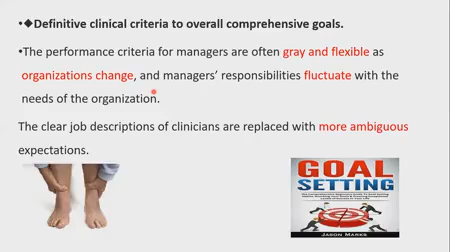 • ◆Definitive clinical criteria to overall comprehensive goals.
• The performance criteria for managers are often gray and flexible as
organizations change, and managers' responsibilities fluctuate with the
needs of the organization.
The clear job descriptions of clinicians are replaced with more ambiguous
expectations.
GOAL
SETTING
JASON MARKS